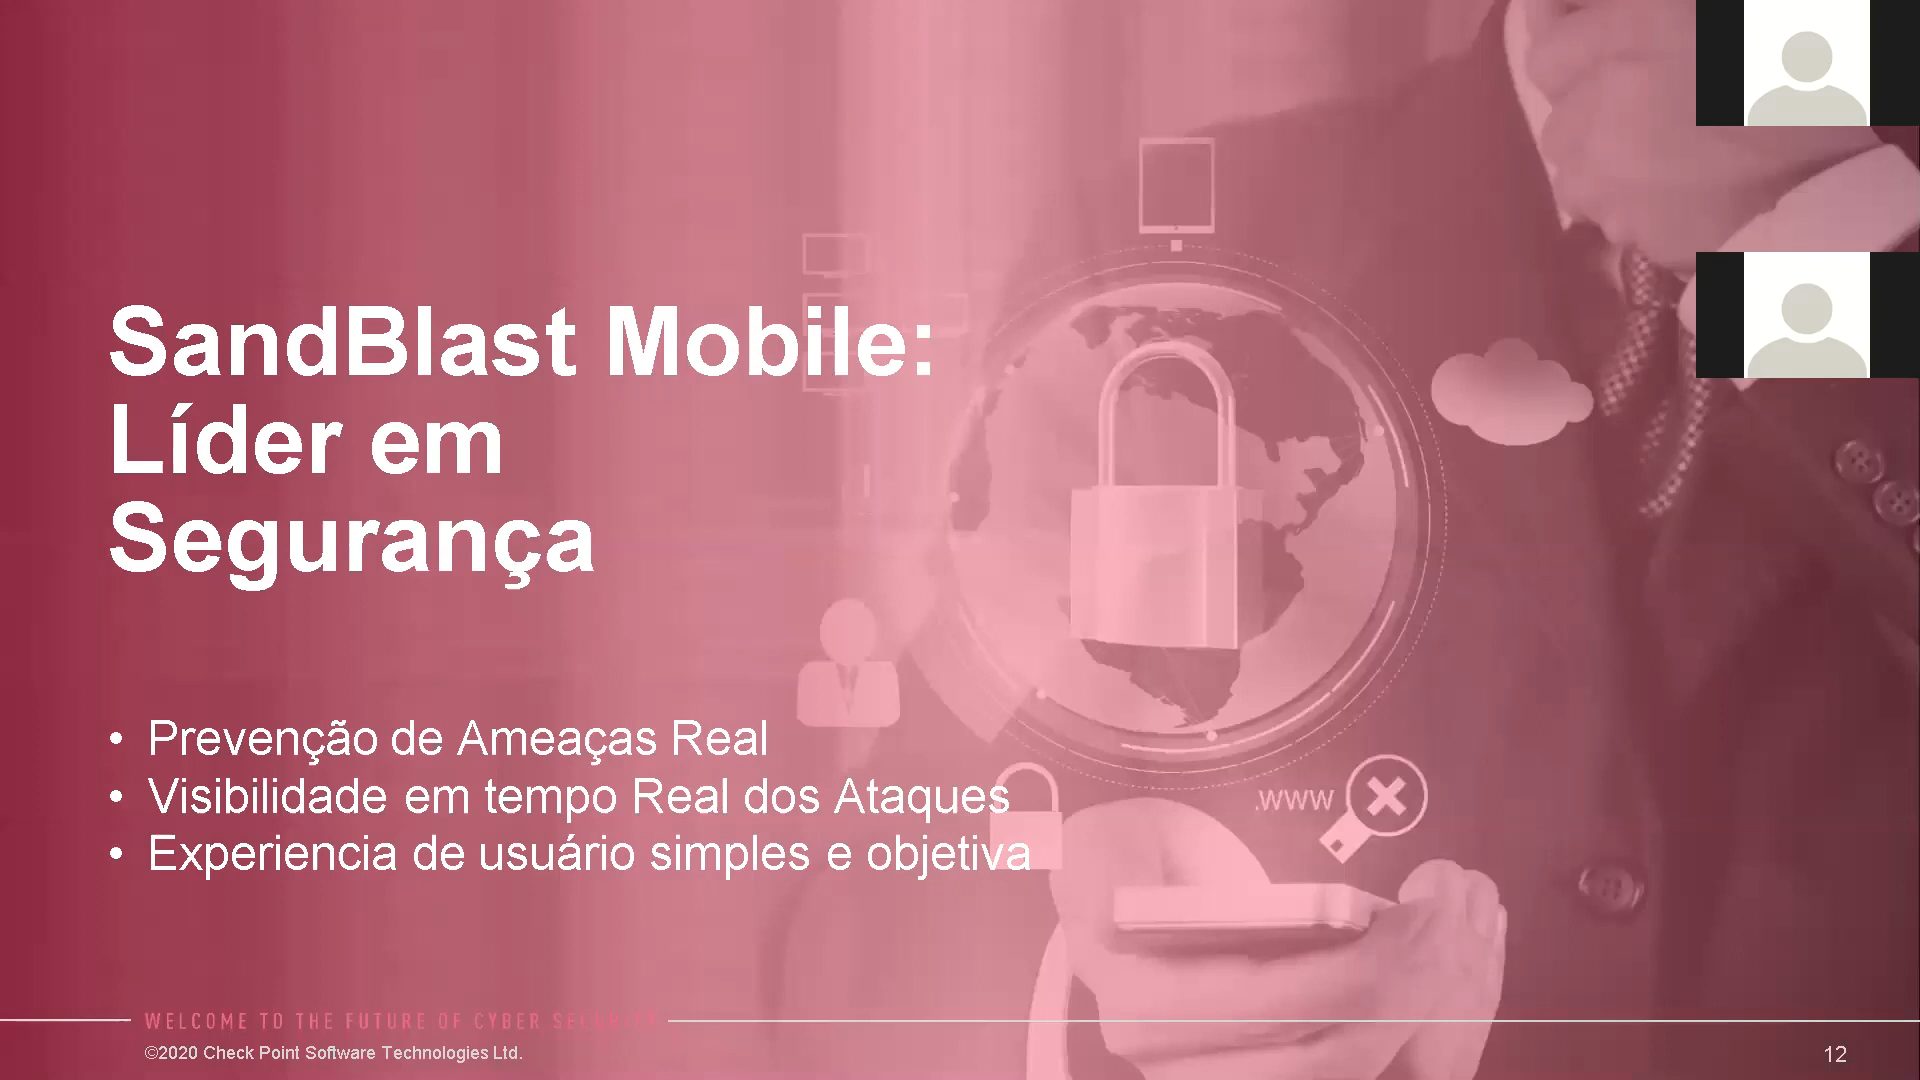 SandBlast Mobile:
Líder em
Segurança
• Prevenção de Ameaças Real
• Visibilidade em tempo Real dos Ataques
• Experiencia de usuário simples e objetiva
.www
WELCOME TO THE FUTURE OF CYBER SECURITY
©2020 Check Point Software Technologies Ltd.
12